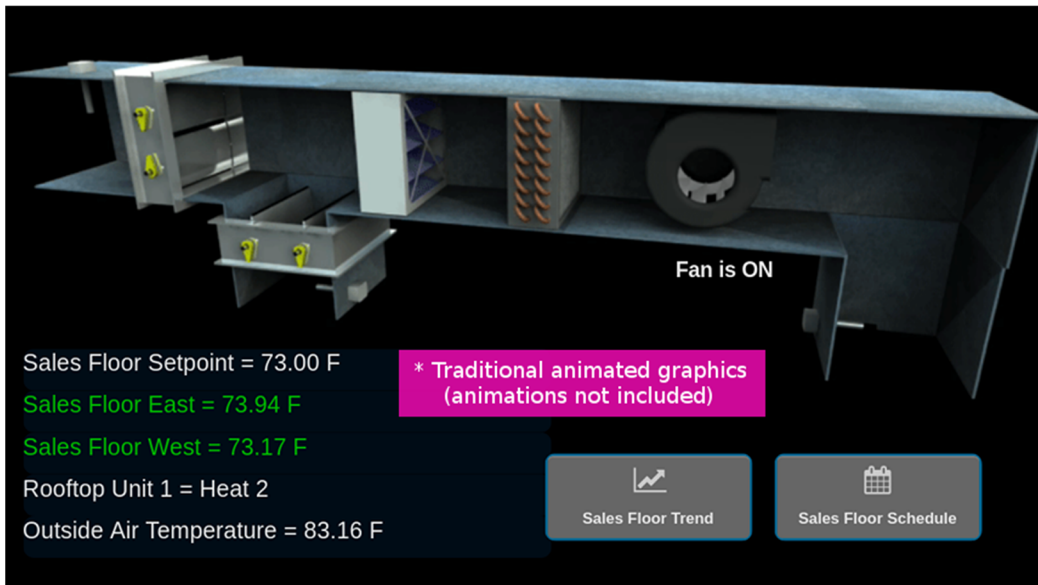 Fan is ON
Sales Floor Setpoint = 73.00 F
* Traditional animated graphics
(animations not included)
Sales Floor East = 73.94 F
Sales Floor West = 73.17 F
Rooftop Unit 1 = Heat 2
Outside Air Temperature = 83.16 F
Sales Floor Trend
Sales Floor Schedule